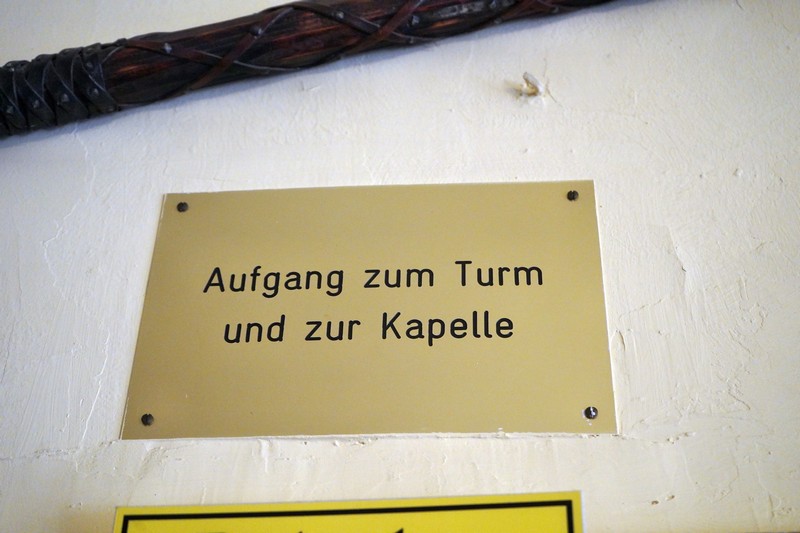 Aufgang zum Turm
und zur Kapelle